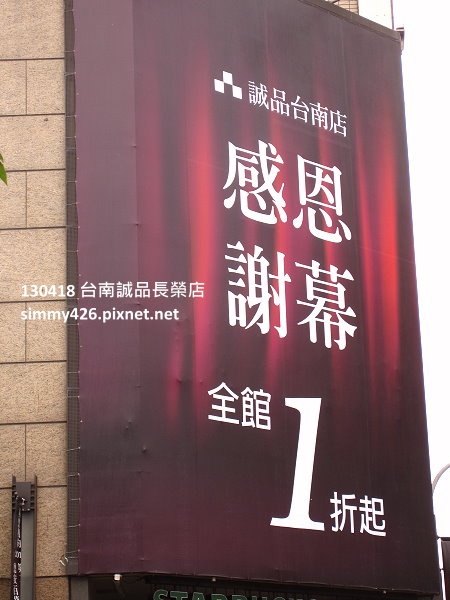 誠品台南店
感恩
謝幕
130418 台南誠品長榮店
simmy426.pixnet.net
全館
1
折起